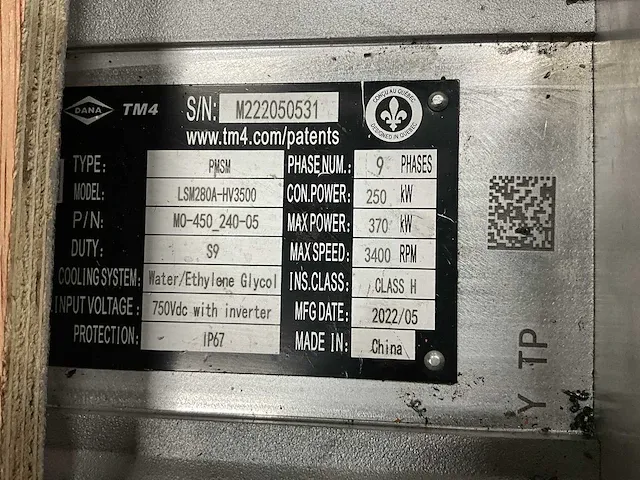 DANA TM4 S/N: M222050531
CONÇU AU QUÉBEC
DESIGNED IN QUEBEC
www.tm4.com/patents
TYPE: PMSM PHASE NUM.: 9 PHASES
MODEL: LSM280A-HV3500 CON.POWER: 250 kW
P/N: MO-450_240-05 MAX POWER: 370 kW
DUTY: S9 MAX SPEED: 3400 RPM
COOLING SYSTEM: Water/Ethylene Glycol INS.CLASS: CLASS H
INPUT VOLTAGE: 750Vdc with inverter MFG DATE: 2022/05
PROTECTION: IP67 MADE IN: China
Y TP